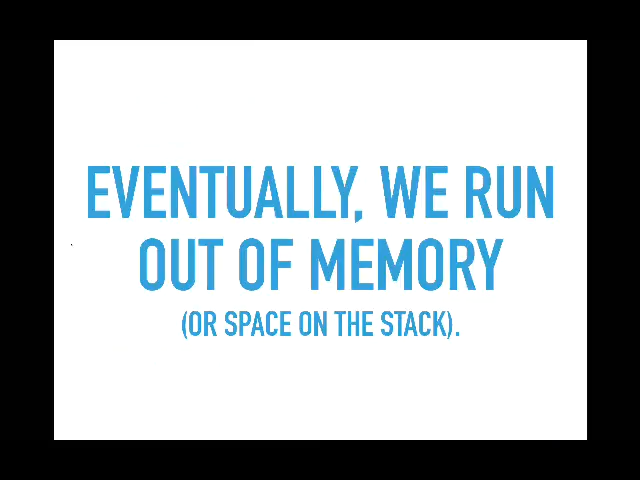 EVENTUALLY, WE RUN
OUT OF MEMORY
(OR SPACE ON THE STACK).